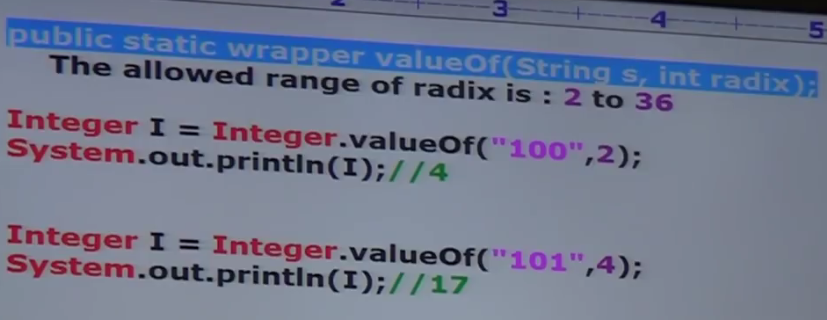 2 3 4 5
public static wrapper valueOf(String s, int radix);
The allowed range of radix is : 2 to 36
Integer I = Integer.valueOf("100",2);
System.out.println(I);//4
Integer I = Integer.valueOf("101",4);
System.out.println(I);//17